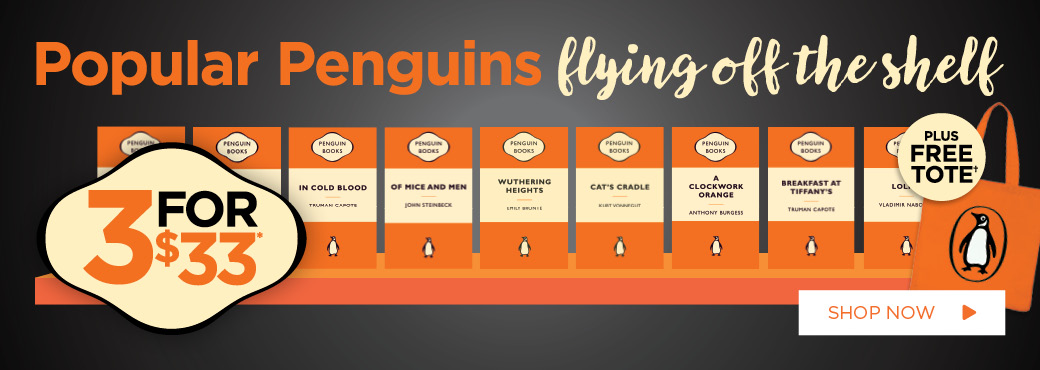 Popular Penguins flying off the shelf
PENGUIN
BOOKS
PENGUIN
BOOKS
PENGUIN
BOOKS
IN COLD BLOOD
TRUMAN CAPOTE
PENGUIN
BOOKS
OF MICE AND MEN
JOHN STEINBECK
PENGUIN
BOOKS
WUTHERING
HEIGHTS
EMILY BRONTE
PENGUIN
BOOKS
CAT'S CRADLE
KURT VONNEGUT
PENGUIN
BOOKS
A
CLOCKWORK
ORANGE
ANTHONY BURGESS
PENGUIN
BOOKS
BREAKFAST AT
TIFFANY'S
TRUMAN CAPOTE
VLADIMIR
PLUS
FREE
TOTE†
3 FOR
$33*
SHOP NOW